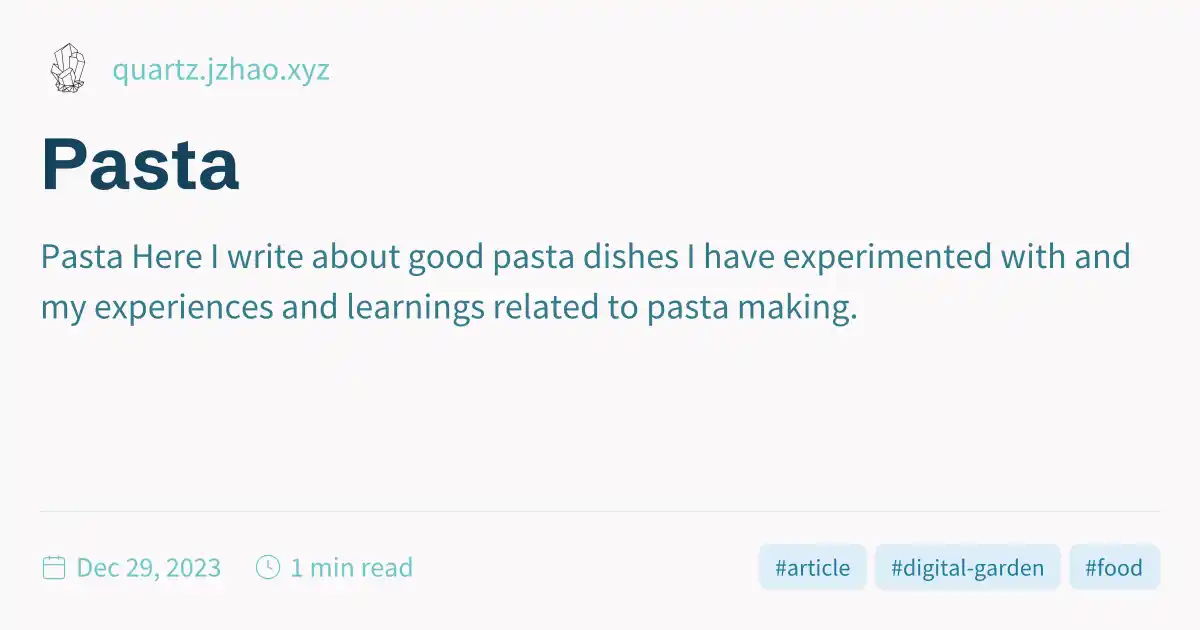 quartz.jzhao.xyz
Pasta
Pasta Here I write about good pasta dishes I have experimented with and
my experiences and learnings related to pasta making.
Dec 29, 2023 1 min read #article #digital-garden #food